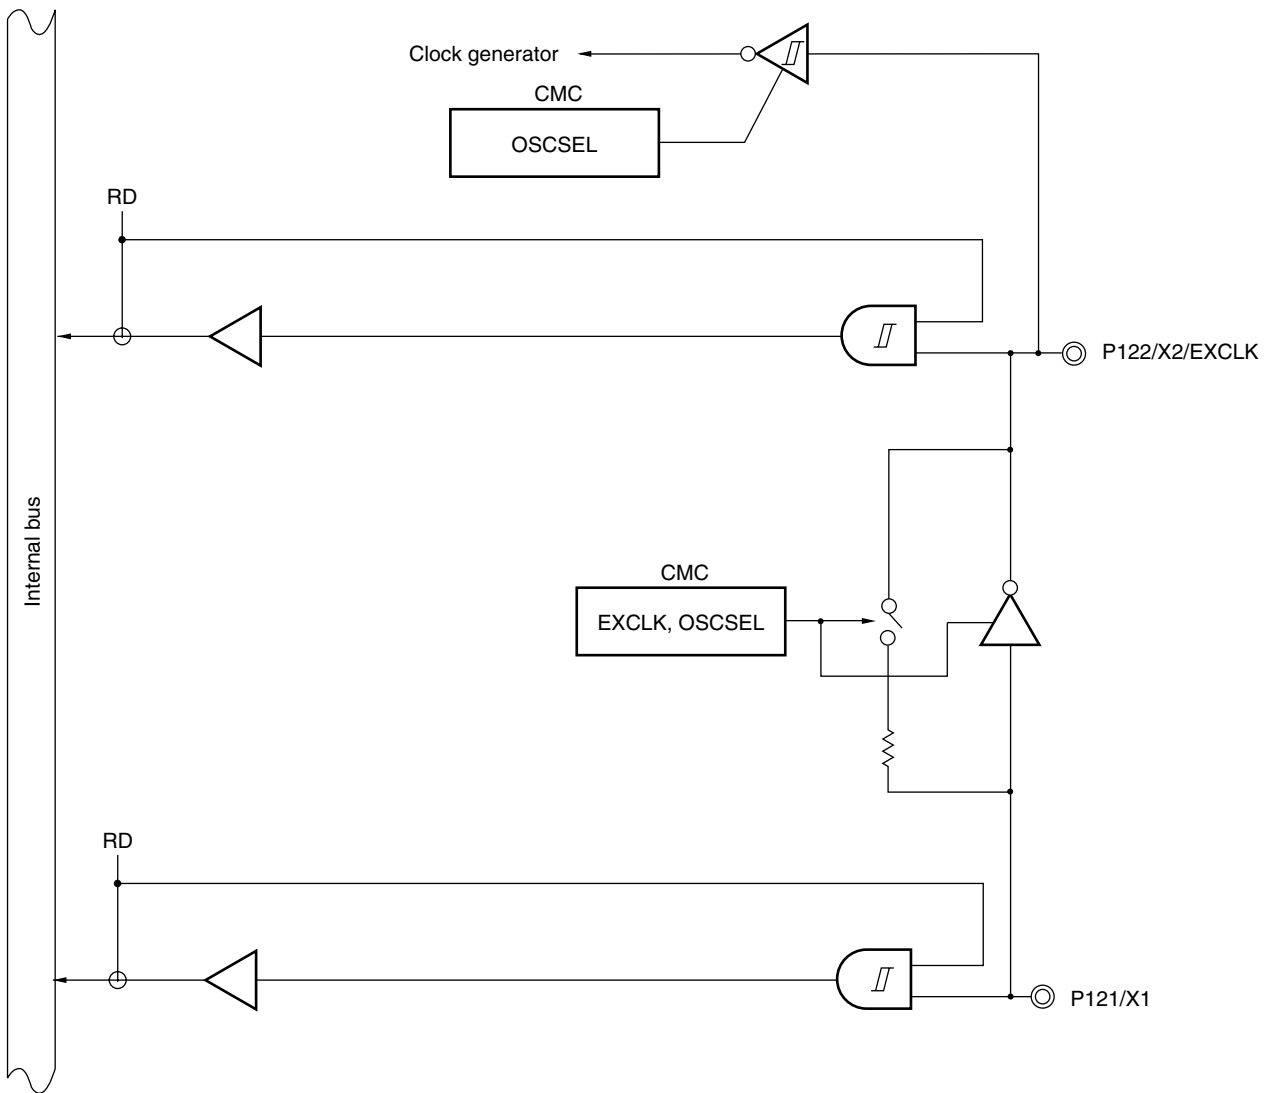 Clock generator
CMC
OSCSEL
RD
P122/X2/EXCLK
Internal bus
CMC
EXCLK, OSCSEL
RD
P121/X1